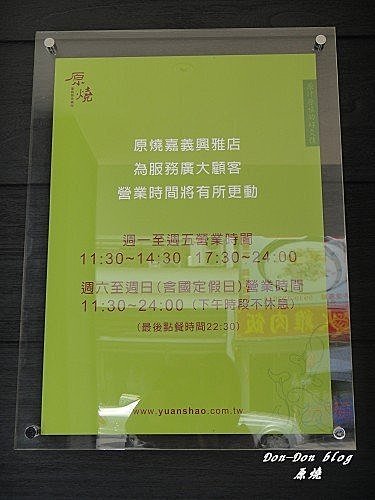 原燒
原燒嘉義興雅店
為服務廣大顧客
營業時間將有所更動
週一至週五營業時間
11:30~14:30 17:30~24:00
週六至週日(含國定假日)營業時間
11:30~24:00 (下午時段不休息)
(最後點餐時間22:30)
雞肉飯
www.yuanshao.com.tw
Don-Don blog
原燒